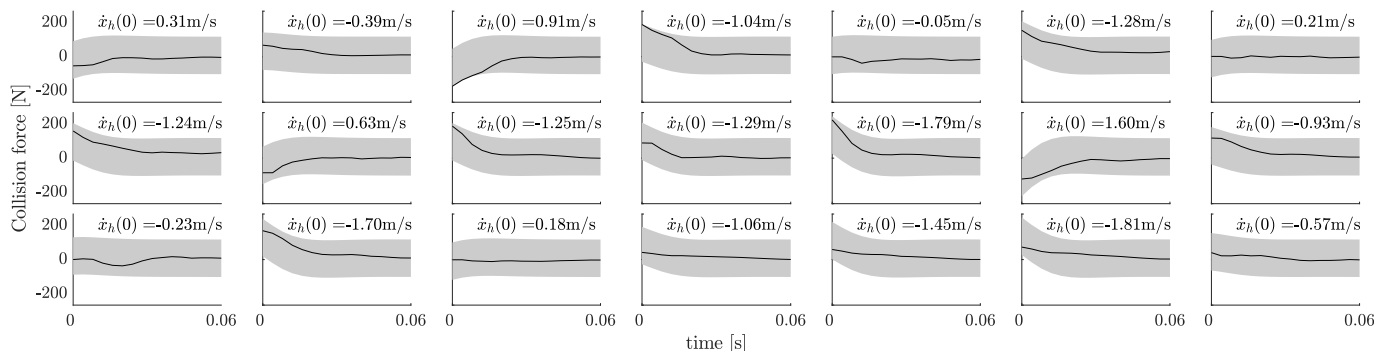 ẋₕ(0) =0.31m/s ẋₕ(0) =-0.39m/s ẋₕ(0) =0.91m/s ẋₕ(0) =-1.04m/s ẋₕ(0) =-0.05m/s ẋₕ(0) =-1.28m/s ẋₕ(0) =0.21m/s
200
0
-200
Collision force [N]
ẋₕ(0) =-1.24m/s ẋₕ(0) =0.63m/s ẋₕ(0) =-1.25m/s ẋₕ(0) =-1.29m/s ẋₕ(0) =-1.79m/s ẋₕ(0) =1.60m/s ẋₕ(0) =-0.93m/s
200
0
-200
ẋₕ(0) =-0.23m/s ẋₕ(0) =-1.70m/s ẋₕ(0) =0.18m/s ẋₕ(0) =-1.06m/s ẋₕ(0) =-1.45m/s ẋₕ(0) =-1.81m/s ẋₕ(0) =-0.57m/s
200
0
-200
0 0.06 0 0.06 0 0.06 0 0.06 0 0.06 0 0.06 0 0.06
time [s]